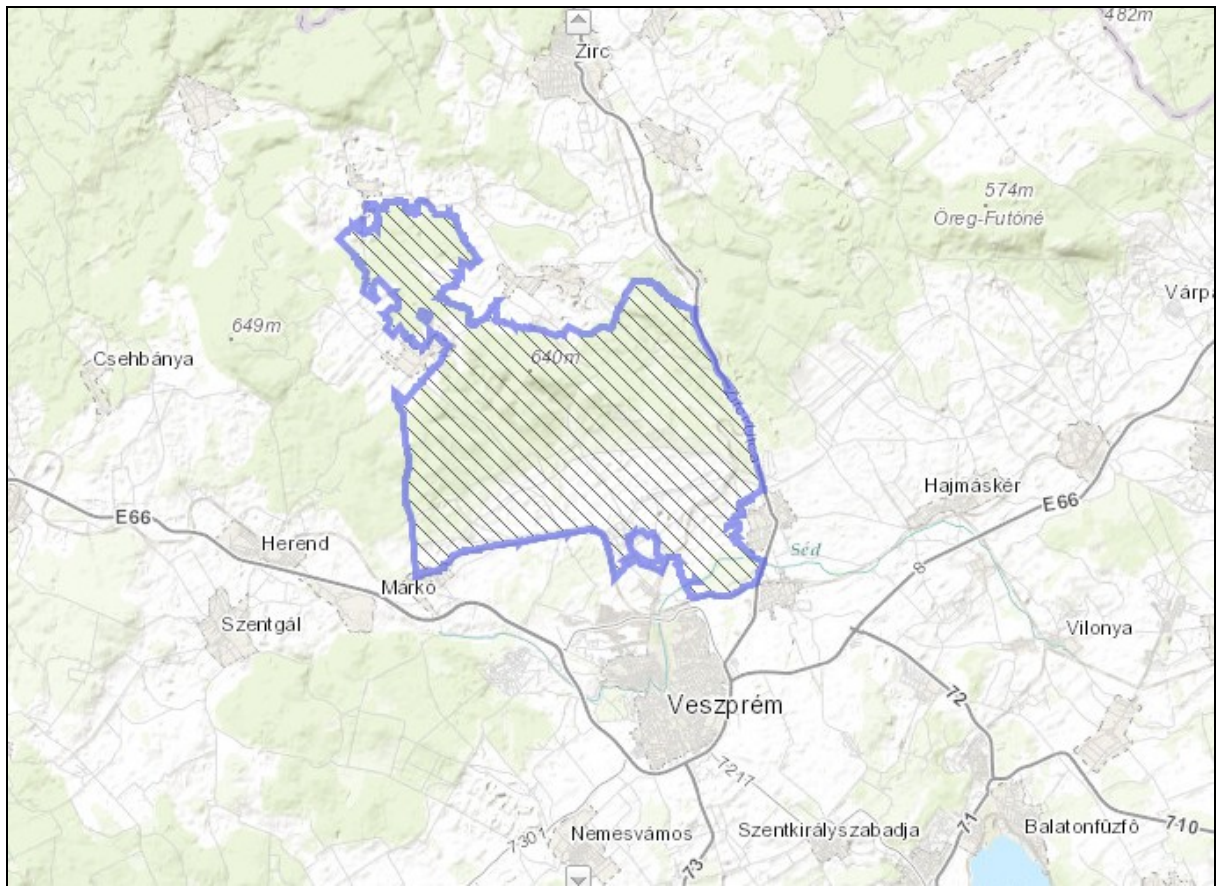 482m
Zirc
574m
Öreg-Futóné
Várpa
649m
640m
Csehbánya
Hajmáskér
E66
E66
Herend
Séd
Márkó
8
Szentgál
Vilonya
72
Veszprém
7217
7301
Nemesvámos
Szentkirályszabadja
71
Balatonfűzfő
710
73